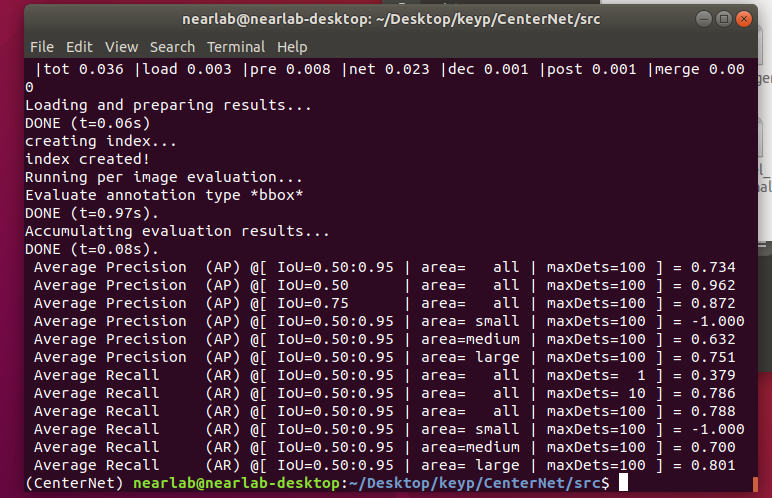 nearlab@nearlab-desktop: ~/Desktop/keyp/CenterNet/src
File Edit View Search Terminal Help
|tot 0.036 |load 0.003 |pre 0.008 |net 0.023 |dec 0.001 |post 0.001 |merge 0.00
0
Loading and preparing results...
DONE (t=0.06s)
creating index...
index created!
Running per image evaluation...
Evaluate annotation type *bbox*
DONE (t=0.97s).
Accumulating evaluation results...
DONE (t=0.08s).
Average Precision  (AP) @[ IoU=0.50:0.95 | area=   all | maxDets=100 ] = 0.734
Average Precision  (AP) @[ IoU=0.50      | area=   all | maxDets=100 ] = 0.962
Average Precision  (AP) @[ IoU=0.75      | area=   all | maxDets=100 ] = 0.872
Average Precision  (AP) @[ IoU=0.50:0.95 | area= small | maxDets=100 ] = -1.000
Average Precision  (AP) @[ IoU=0.50:0.95 | area=medium | maxDets=100 ] = 0.632
Average Precision  (AP) @[ IoU=0.50:0.95 | area= large | maxDets=100 ] = 0.751
Average Recall     (AR) @[ IoU=0.50:0.95 | area=   all | maxDets=  1 ] = 0.379
Average Recall     (AR) @[ IoU=0.50:0.95 | area=   all | maxDets= 10 ] = 0.786
Average Recall     (AR) @[ IoU=0.50:0.95 | area=   all | maxDets=100 ] = 0.788
Average Recall     (AR) @[ IoU=0.50:0.95 | area= small | maxDets=100 ] = -1.000
Average Recall     (AR) @[ IoU=0.50:0.95 | area=medium | maxDets=100 ] = 0.700
Average Recall     (AR) @[ IoU=0.50:0.95 | area= large | maxDets=100 ] = 0.801
(CenterNet) nearlab@nearlab-desktop:~/Desktop/keyp/CenterNet/src$